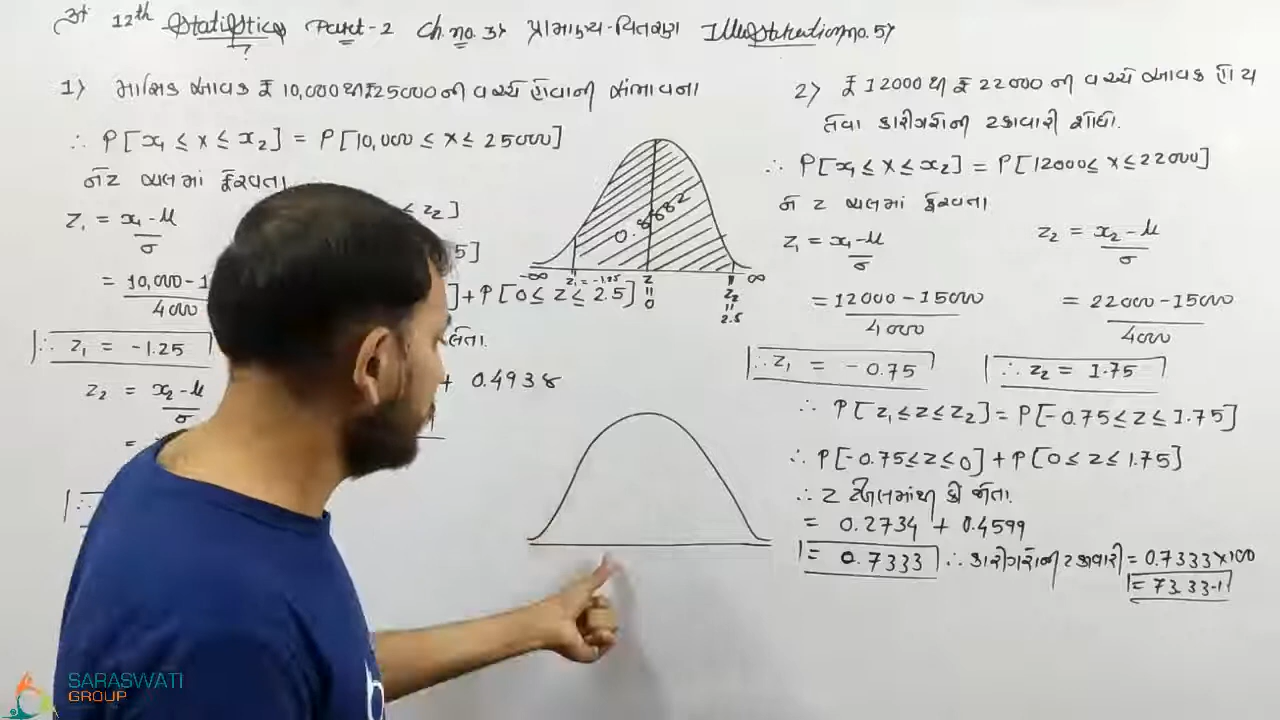 ૐ 12th Statistics Part-2 Ch.no.3> પ્રામાણ્ય-વિતરણ Illustration no.5>
1> માસિક આવક ₹ 10,000 થી ₹ 25000 ની વચ્ચે હોવાની સંભાવના
∴ P[x₁ ≤ x ≤ x₂] = P[10,000 ≤ x ≤ 25000]
ને z ચલમાં ફેરવતા
Z₁ = x₁-μ/σ
≤ z₂]
5]
= 10,000-1
4000
]+P[0 ≤ z ≤ 2.5]
∴ z₁ = -1.25
+ 0.4938
z₂ = x₂-μ/σ
=
∴
0.8882
-∞ z₁ = -1.25 z = 0 z₂ = 2.5 ∞
2> ₹ 12000 થી ₹ 22000 ની વચ્ચે આવક હોય
તેવા કારીગરોની ટકાવારી શોધો.
∴ P[x₁ ≤ x ≤ x₂] = P[12000 ≤ x ≤ 22000]
ને z ચલમાં ફેરવતા
z₁ = x₁-μ/σ z₂ = x₂-μ/σ
= 12000-15000/4000 = 22000-15000/4000
∴ z₁ = -0.75 ∴ z₂ = 1.75
∴ P[z₁ ≤ z ≤ z₂] = P[-0.75 ≤ z ≤ 1.75]
∴ P[-0.75 ≤ z ≤ 0] + P[0 ≤ z ≤ 1.75]
∴ z ટેબલમાંથી જોતા.
= 0.2734 + 0.4599
= 0.7333 ∴ કારીગરોની ટકાવારી = 0.7333×100
= 73.33%
SARASWATI
GROUP